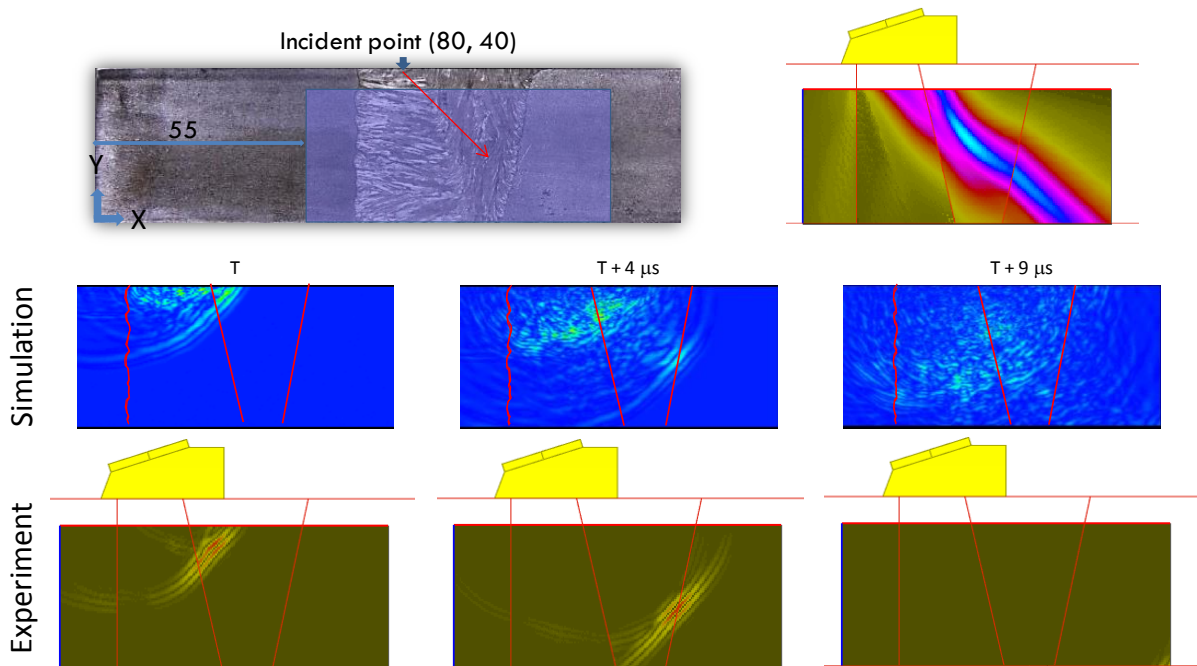 Incident point (80, 40)
55
Y
X
T
T + 4 μs
T + 9 μs
Simulation
Experiment